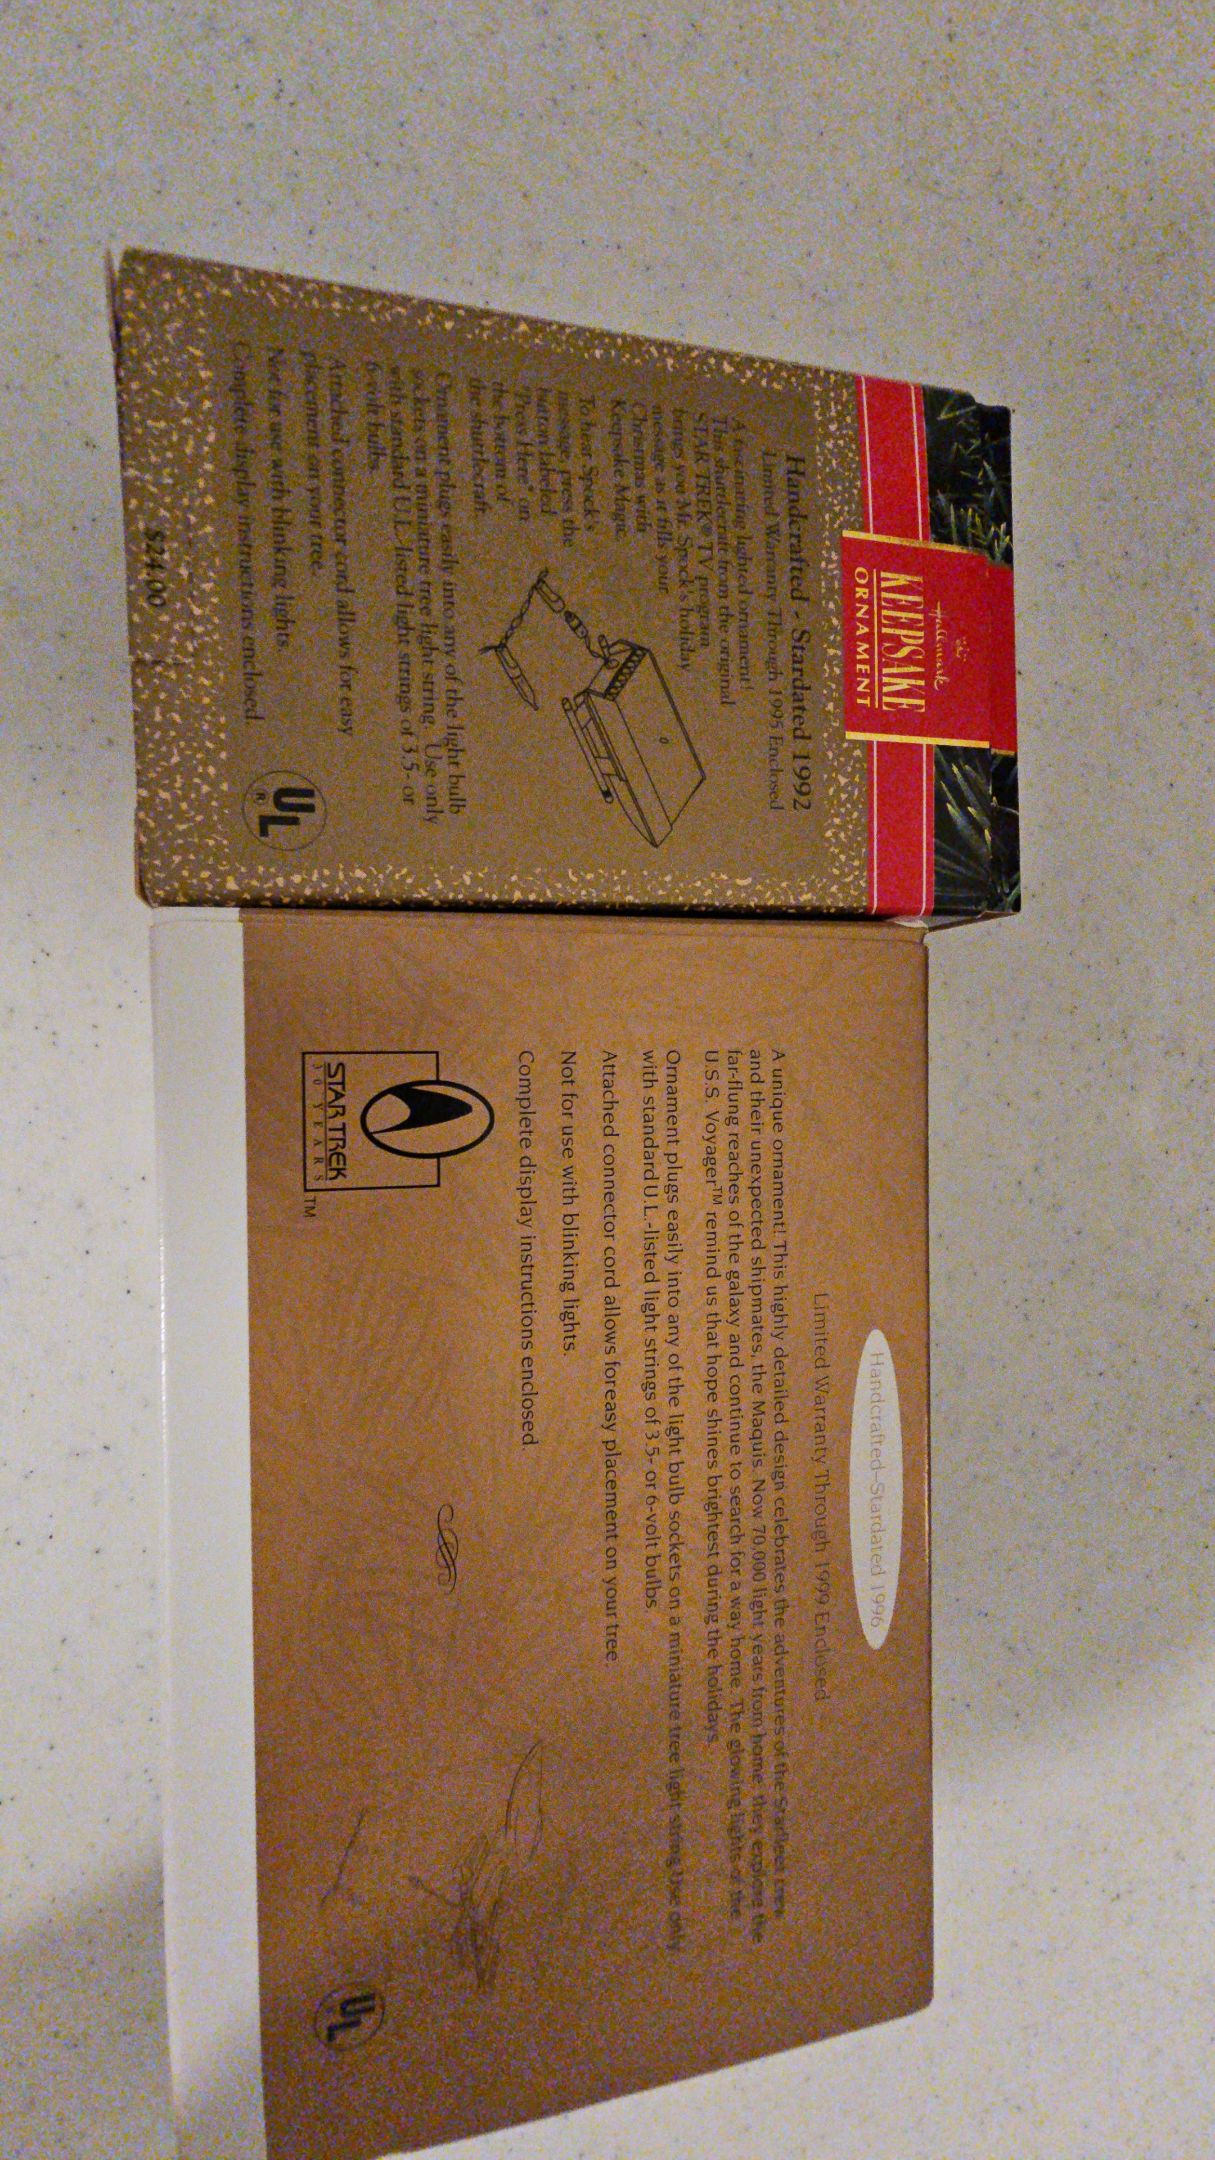 Hallmark
KEEPSAKE
ORNAMENT
Handcrafted - Stardated 1992
Limited Warranty Through 1995 Enclosed
A fascinating lighted ornament!
This shuttlecraft from the original
STAR TREK® TV program
brings you Mr. Spock's holiday
message as it fills your
Christmas with
Keepsake Magic.
To hear Spock's
message, press the
button labeled
"Press Here" on
the bottom of
the shuttlecraft.
Ornament plugs easily into any of the light bulb
sockets on a miniature tree light string. Use only
with standard U.L. listed light strings of 3.5- or
6-volt bulbs.
Attached connector cord allows for easy
placement on your tree.
Not for use with blinking lights.
Complete display instructions enclosed.
UL
®
$24.00
Handcrafted–Stardated 1996
Limited Warranty Through 1999 Enclosed
A unique ornament! This highly detailed design celebrates the adventures of the Starfleet crew
and their unexpected shipmates, the Maquis. Now 70,000 light years from home, they explore the
far-flung reaches of the galaxy and continue to search for a way home. The glowing lights of the
U.S.S. Voyager™ remind us that hope shines brightest during the holidays.
Ornament plugs easily into any of the light bulb sockets on a miniature tree light string. Use only
with standard U.L.-listed light strings of 3.5- or 6-volt bulbs.
Attached connector cord allows for easy placement on your tree.
Not for use with blinking lights.
Complete display instructions enclosed.
STAR TREK
30 YEARS
TM
UL